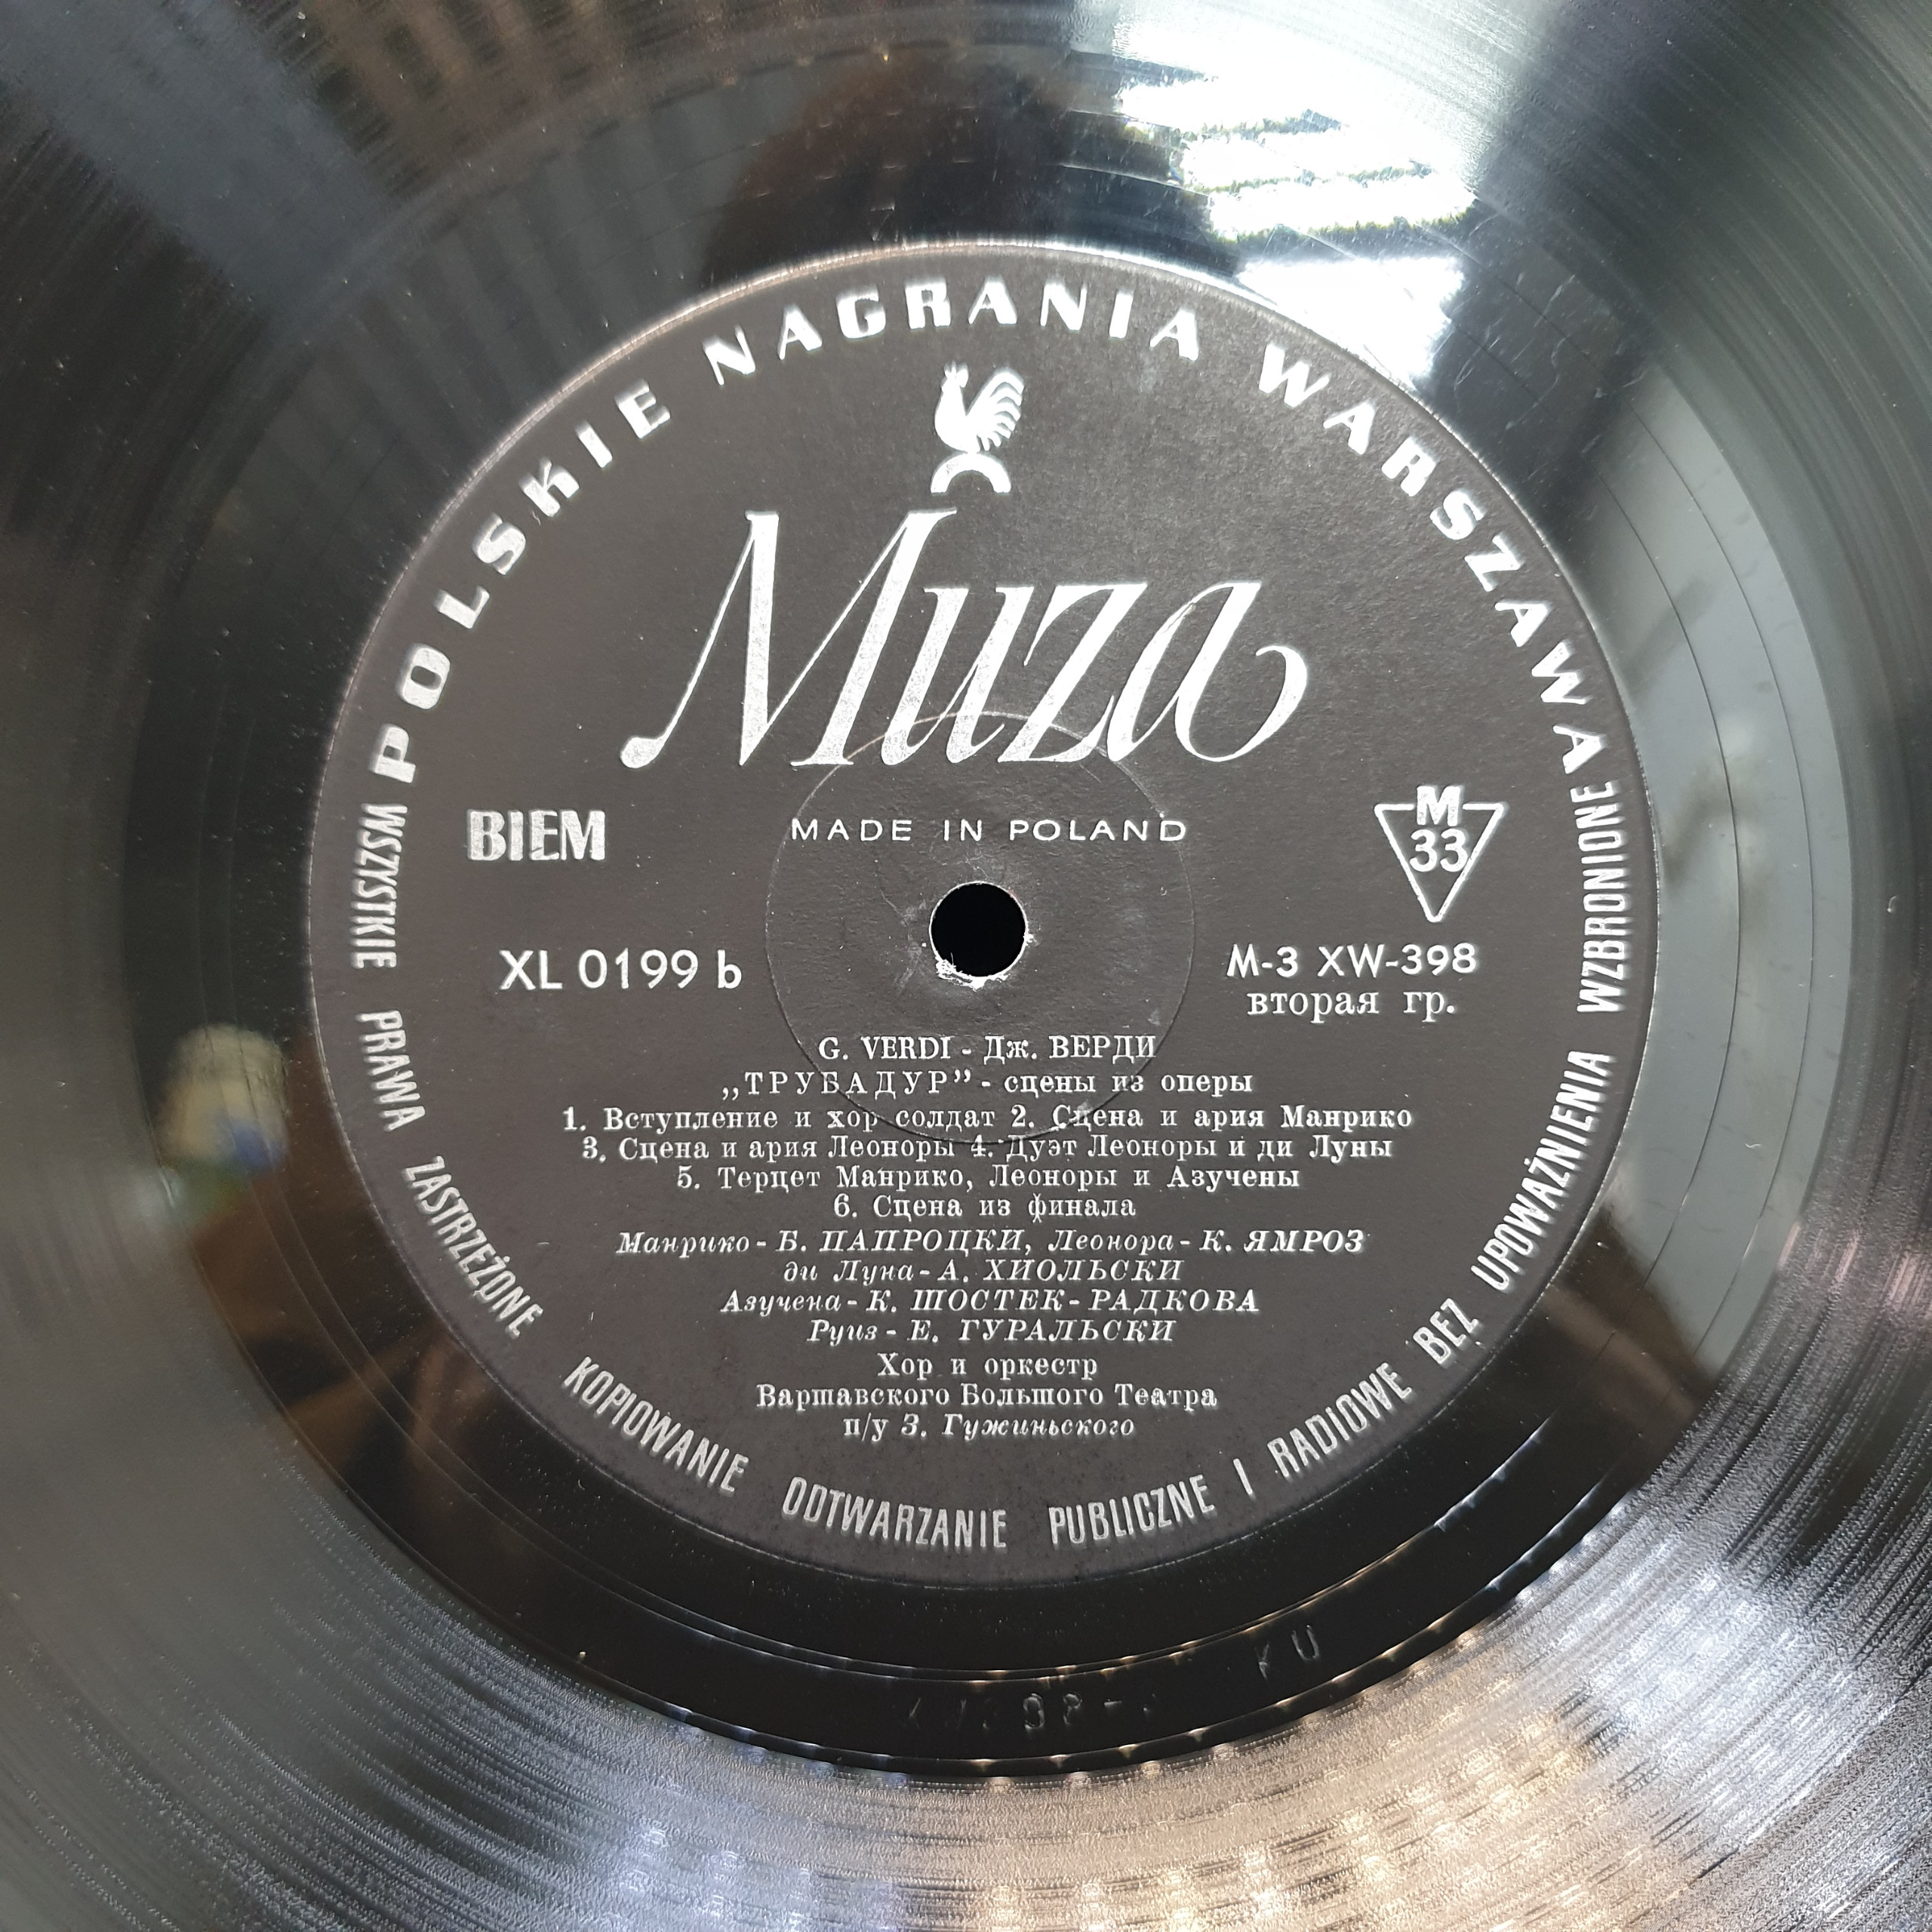 POLSKIE NAGRANIA WARSZAWA
Muza
BIEM
MADE IN POLAND
M
33
XL 0199 b
M-3 XW-398
вторая гр.
G. VERDI - Дж. ВЕРДИ
„ТРУБАДУР” - сцены из оперы
1. Вступление и хор солдат 2. Сцена и ария Манрико
3. Сцена и ария Леоноры 4. Дуэт Леоноры и ди Луны
5. Терцет Манрико, Леоноры и Азучены
6. Сцена из финала
Манрико - Б. ПАПРОЦКИ, Леонора - К. ЯМРОЗ
ди Луна - А. ХИОЛЬСКИ
Азучена - К. ШОСТЕК-РАДКОВА
Руиз - Е. ГУРАЛЬСКИ
Хор и оркестр
Варшавского Большого Театра
п/у З. Гужиньского
WSZYSTKIE PRAWA ZASTRZEŻONE KOPIOWANIE ODTWARZANIE PUBLICZNE I RADIOWE BEZ UPOWAŻNIENIA WZBRONIONE
KU